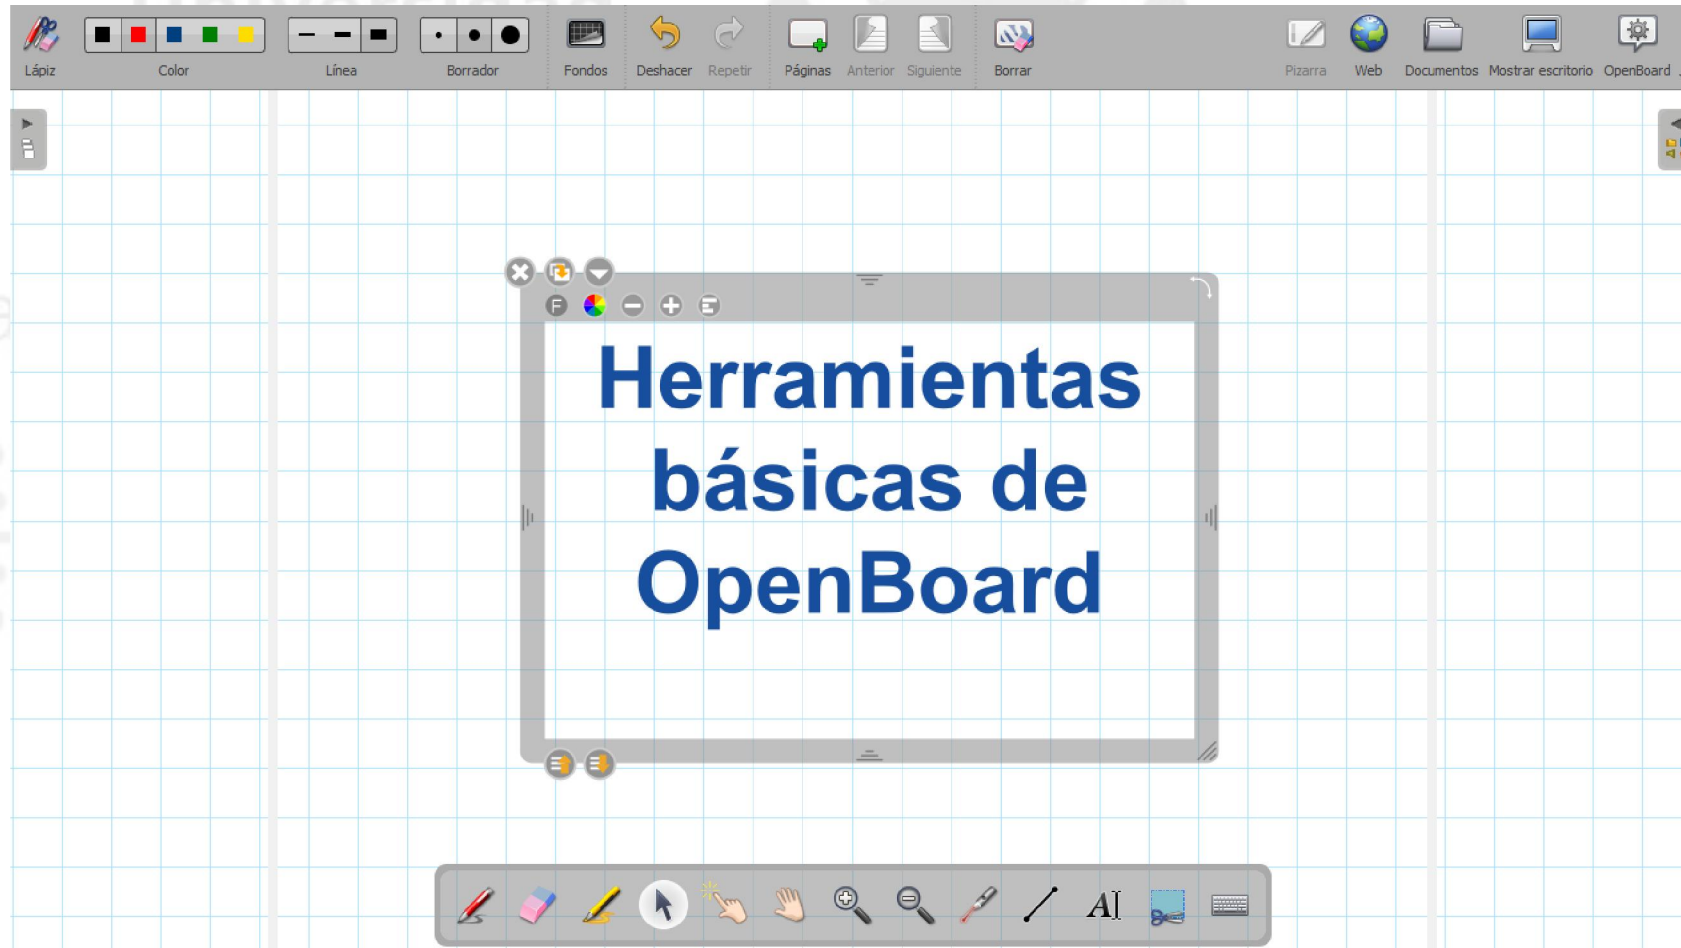 Lápiz
Color
Línea
Borrador
Fondos
Deshacer
Repetir
Páginas
Anterior
Siguiente
Borrar
Pizarra
Web
Documentos
Mostrar escritorio
OpenBoard
F
Herramientas
básicas de
OpenBoard
A